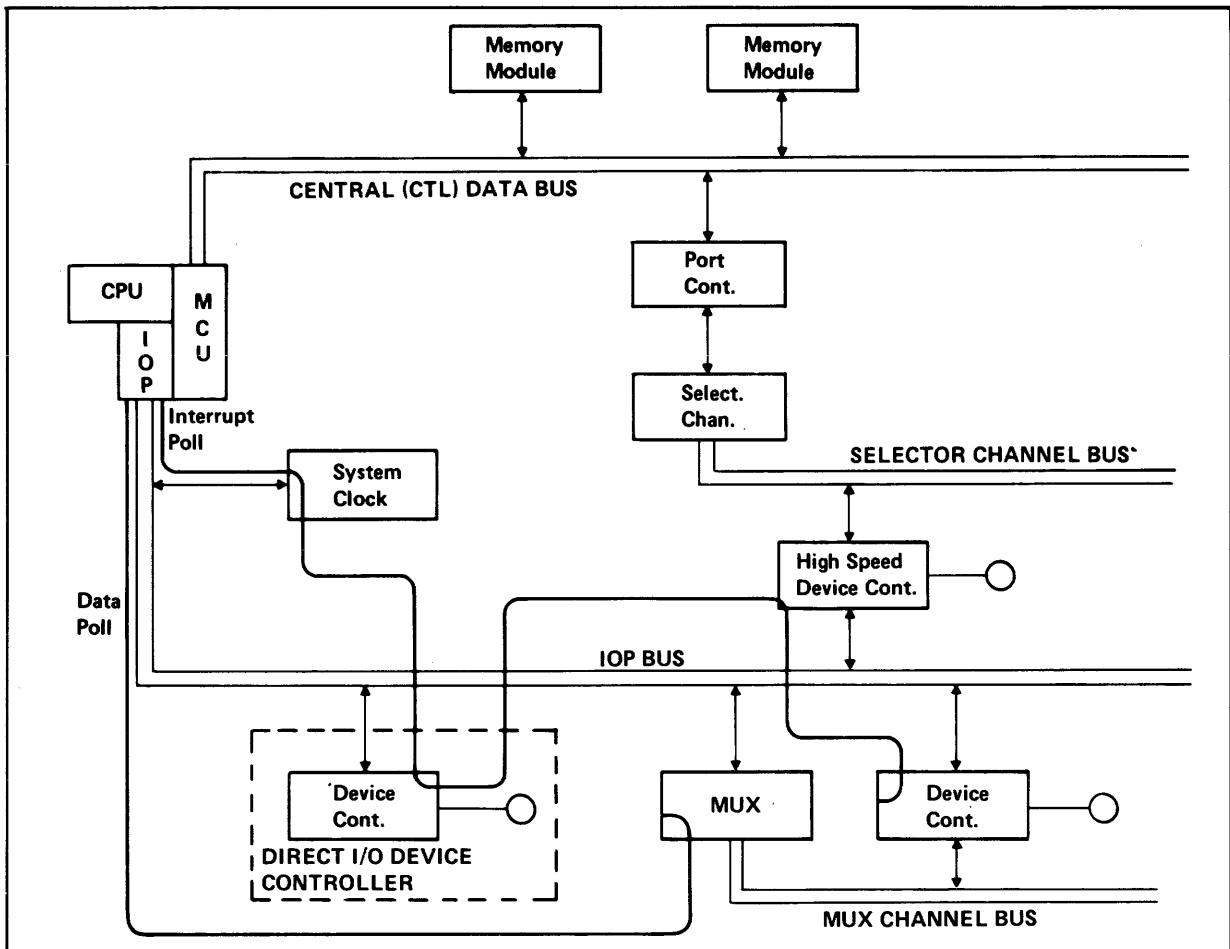 Memory
Module
Memory
Module
CENTRAL (CTL) DATA BUS
Port
Cont.
CPU
M
C
U
I
O
P
Select.
Chan.
Interrupt
Poll
SELECTOR CHANNEL BUS
System
Clock
High Speed
Device Cont.
Data
Poll
IOP BUS
Device
Cont.
MUX
Device
Cont.
DIRECT I/O DEVICE
CONTROLLER
MUX CHANNEL BUS